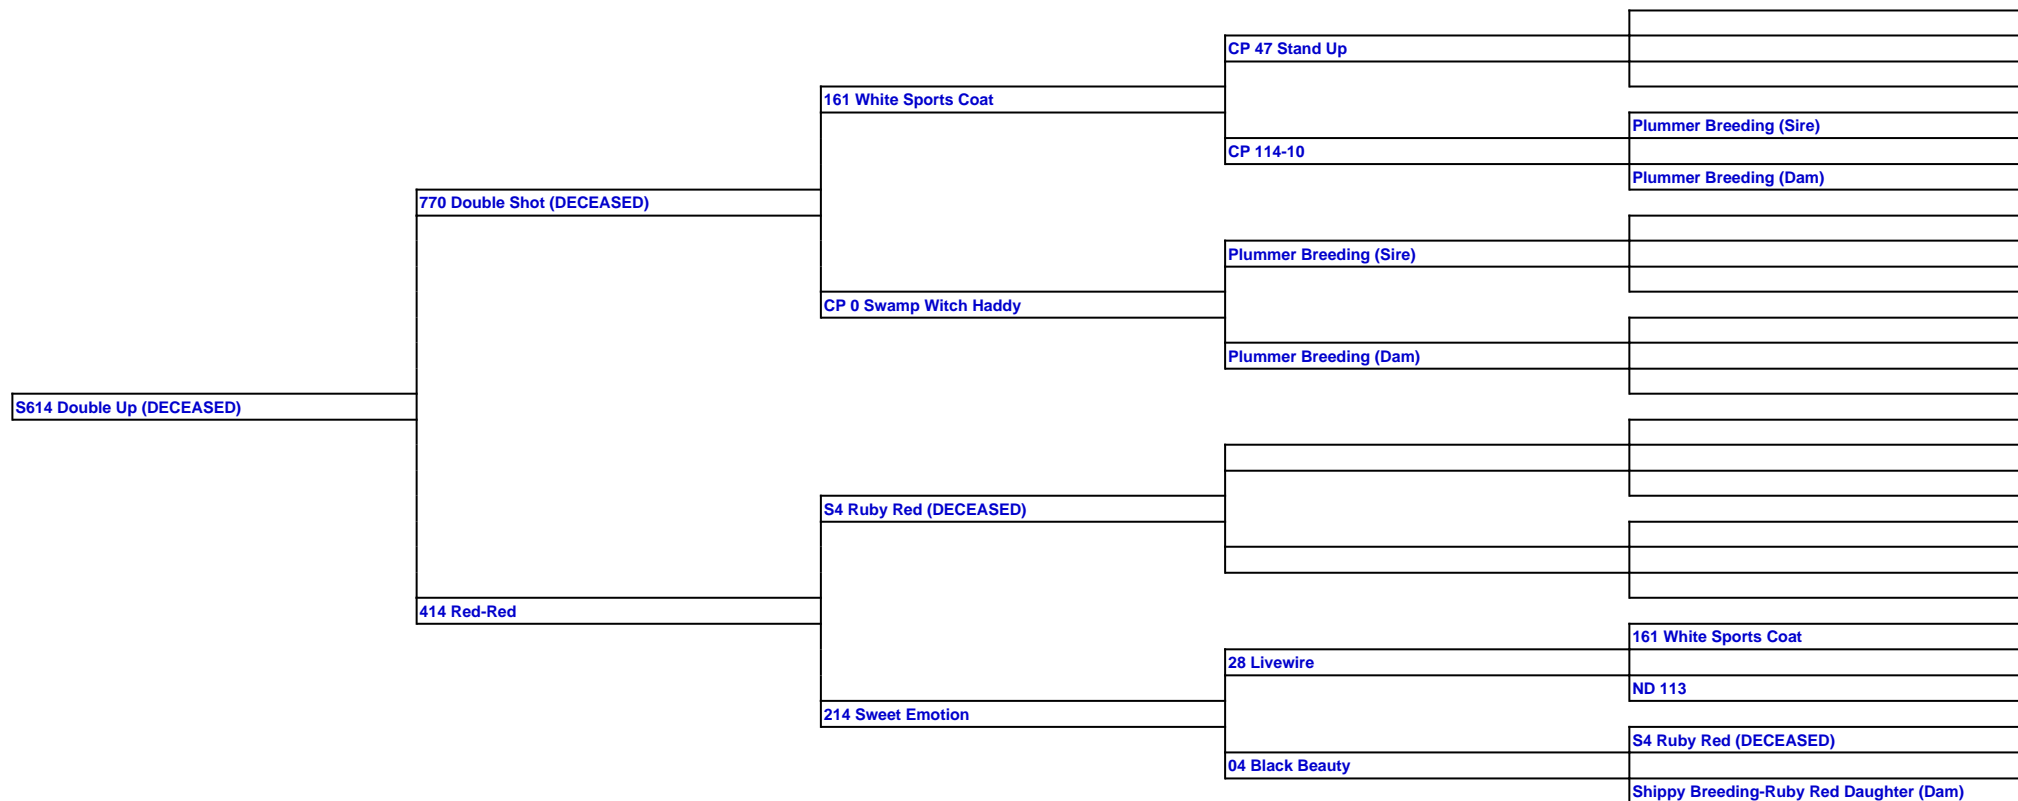 CP 47 Stand Up
161 White Sports Coat
Plummer Breeding (Sire)
CP 114-10
Plummer Breeding (Dam)
770 Double Shot (DECEASED)
Plummer Breeding (Sire)
CP 0 Swamp Witch Haddy
Plummer Breeding (Dam)
S614 Double Up (DECEASED)
S4 Ruby Red (DECEASED)
414 Red-Red
161 White Sports Coat
28 Livewire
ND 113
214 Sweet Emotion
S4 Ruby Red (DECEASED)
04 Black Beauty
Shippy Breeding-Ruby Red Daughter (Dam)